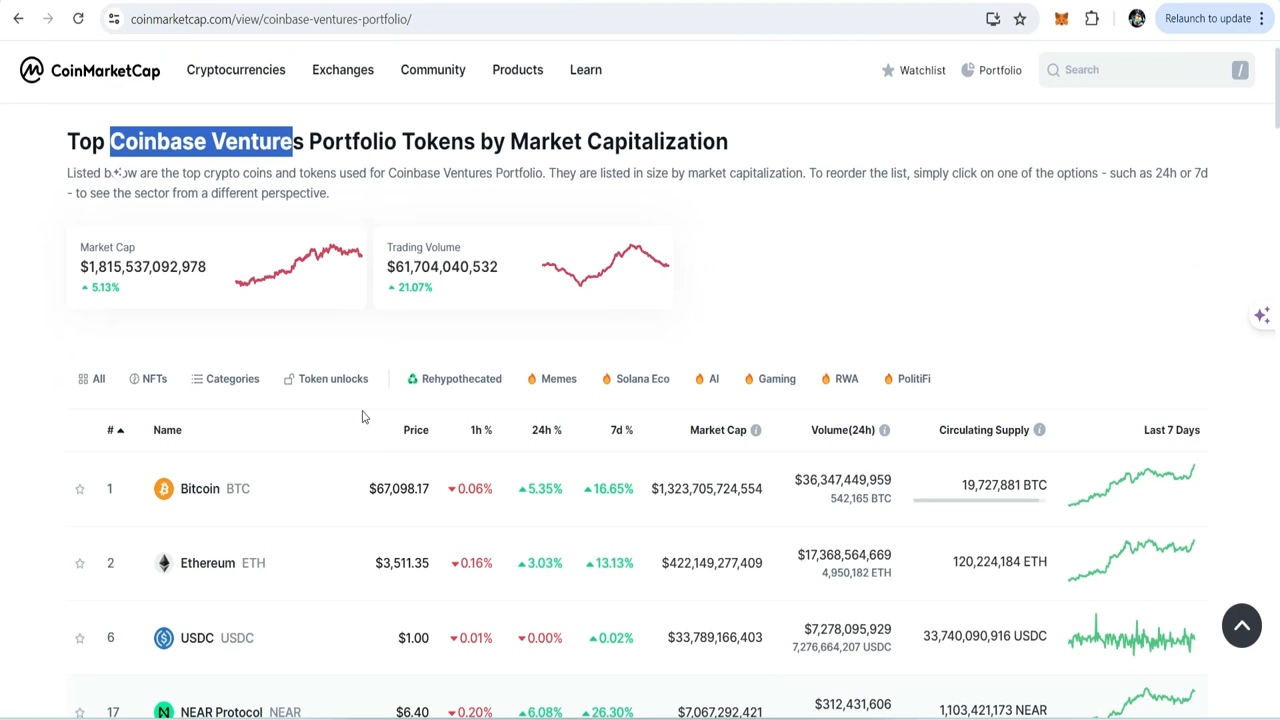 coinmarketcap.com/view/coinbase-ventures-portfolio/
Relaunch to update
CoinMarketCap Cryptocurrencies Exchanges Community Products Learn Watchlist Portfolio Search /
Top Coinbase Ventures Portfolio Tokens by Market Capitalization
Listed are the top crypto coins and tokens used for Coinbase Ventures Portfolio. They are listed in size by market capitalization. To reorder the list, simply click on one of the options - such as 24h or 7d
- to see the sector from a different perspective.
Market Cap Trading Volume
$1,815,537,092,978 $61,704,040,532
5.13% 21.07%
All NFTs Categories Token unlocks Rehypothecated Memes Solana Eco AI Gaming RWA PolitiFi
# Name Price 1h % 24h % 7d % Market Cap Volume(24h) Circulating Supply Last 7 Days
1 Bitcoin BTC $67,098.17 0.06% 5.35% 16.65% $1,323,705,724,554 $36,347,449,959 19,727,881 BTC
542,165 BTC
2 Ethereum ETH $3,511.35 0.16% 3.03% 13.13% $422,149,277,409 $17,368,564,669 120,224,184 ETH
4,950,182 ETH
6 USDC USDC $1.00 0.01% 0.00% 0.02% $33,789,166,403 $7,278,095,929 33,740,090,916 USDC
7,276,664,207 USDC
17 NEAR Protocol NEAR $6.40 0.20% 6.08% 26.30% $7,067,292,421 $312,431,606 1,103,421,173 NEAR